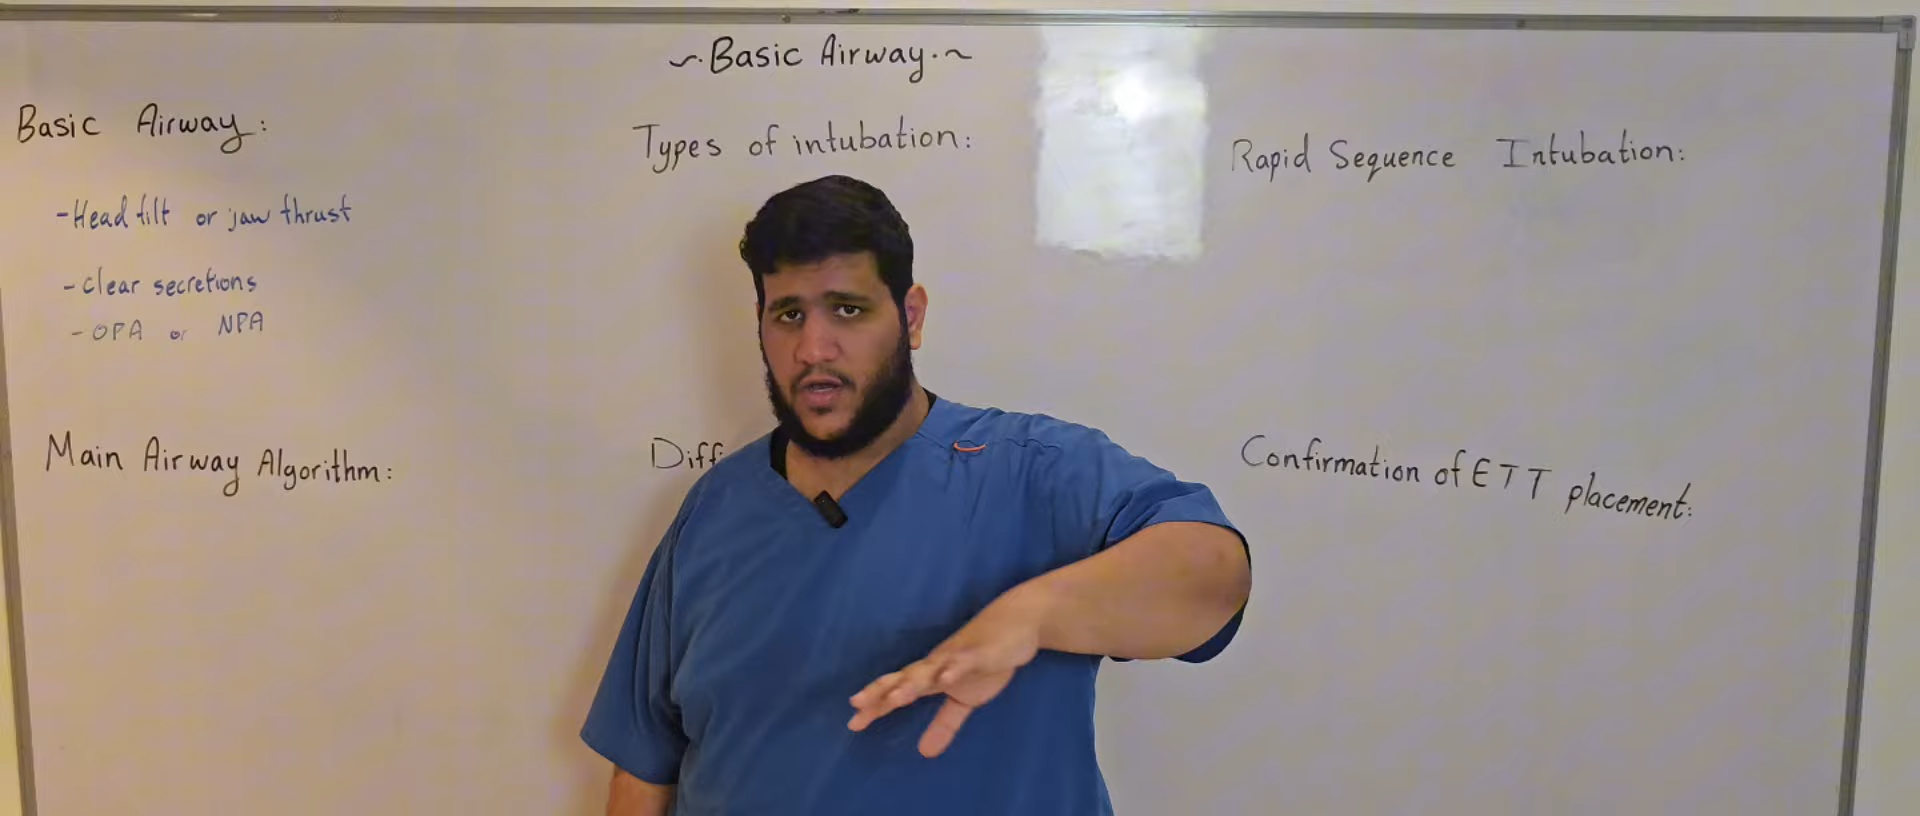 ~. Basic Airway. ~
Basic Airway:
- Head tilt or jaw thrust
- clear secretions
- OPA or NPA
Main Airway Algorithm:
Types of intubation:
Diff
Rapid Sequence Intubation:
Confirmation of ETT placement: